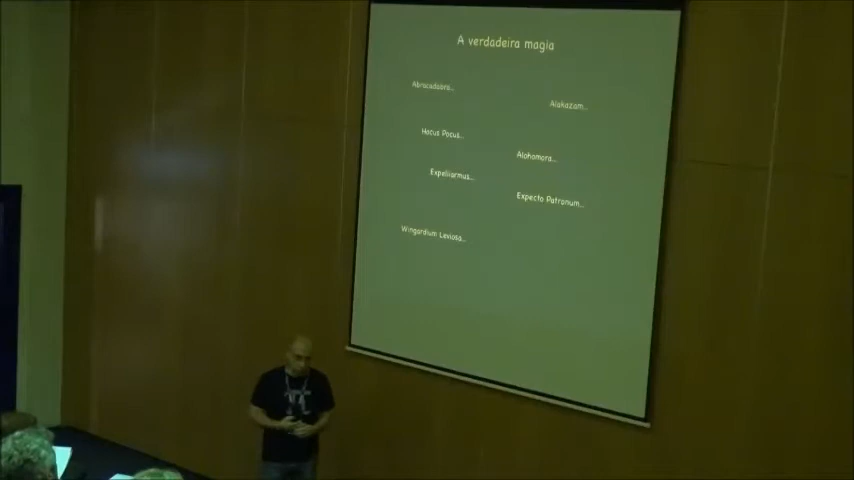 A verdadeira magia
Abracadabra...
Alakazam...
Hocus Pocus...
Alohomora...
Expelliarmus...
Expecto Patronum...
Wingardium Leviosa...
π